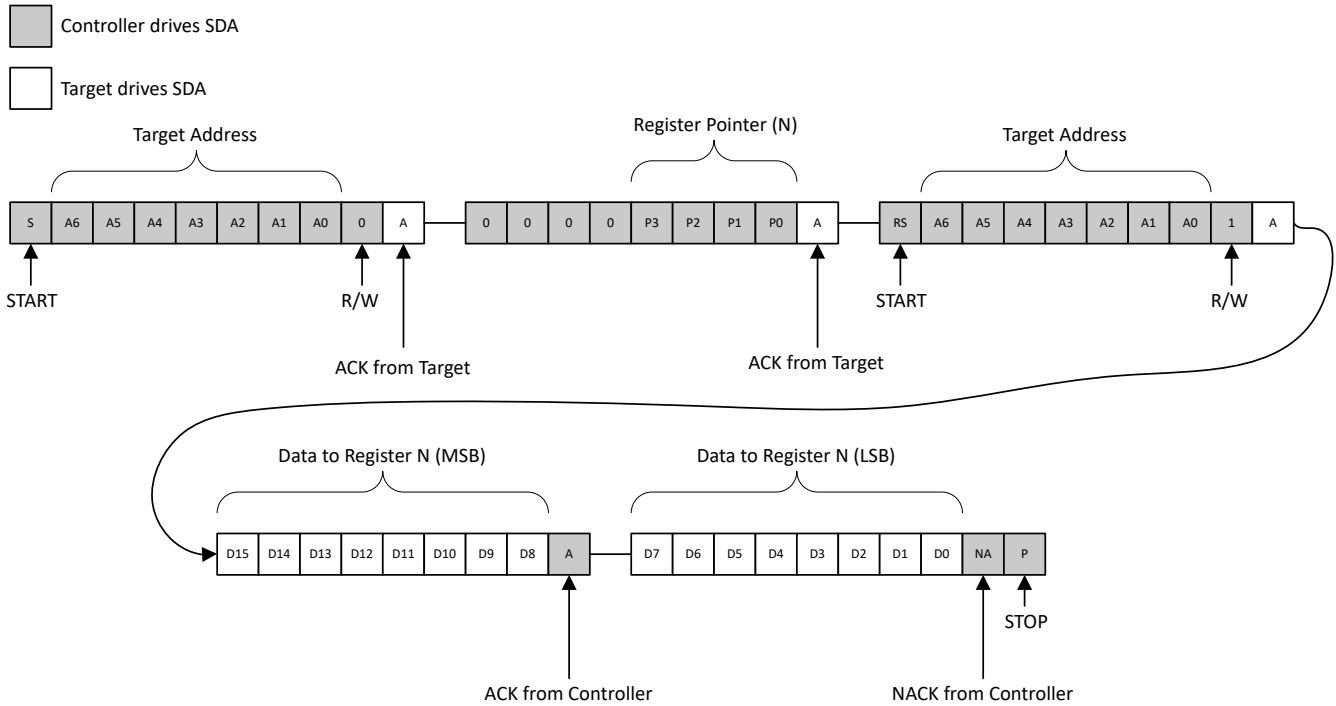 Controller drives SDA
Target drives SDA
Target Address
Register Pointer (N)
Target Address
S A6 A5 A4 A3 A2 A1 A0 0 A 0 0 0 0 P3 P2 P1 P0 A RS A6 A5 A4 A3 A2 A1 A0 1 A
START
R/W
START
R/W
ACK from Target
ACK from Target
Data to Register N (MSB)
Data to Register N (LSB)
D15 D14 D13 D12 D11 D10 D9 D8 A D7 D6 D5 D4 D3 D2 D1 D0 NA P
STOP
ACK from Controller
NACK from Controller